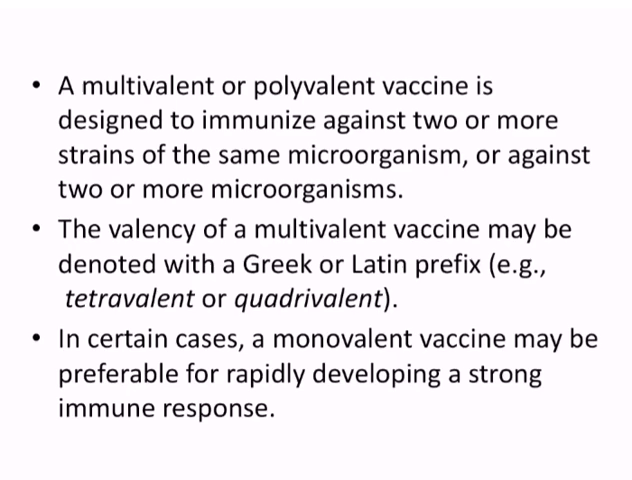 • A multivalent or polyvalent vaccine is
designed to immunize against two or more
strains of the same microorganism, or against
two or more microorganisms.
• The valency of a multivalent vaccine may be
denoted with a Greek or Latin prefix (e.g.,
tetravalent or quadrivalent).
• In certain cases, a monovalent vaccine may be
preferable for rapidly developing a strong
immune response.